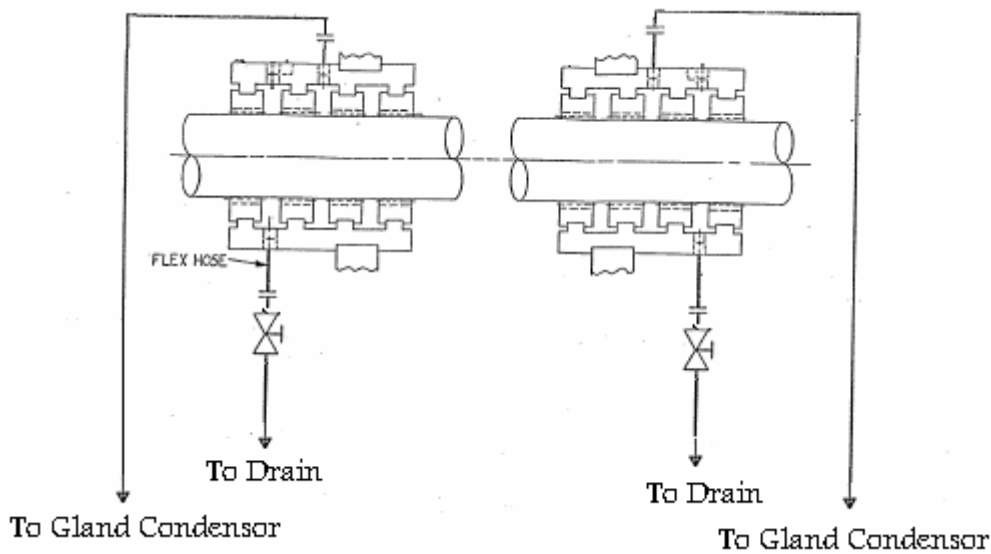 FLEX HOSE
To Drain
To Drain
To Gland Condensor
To Gland Condensor